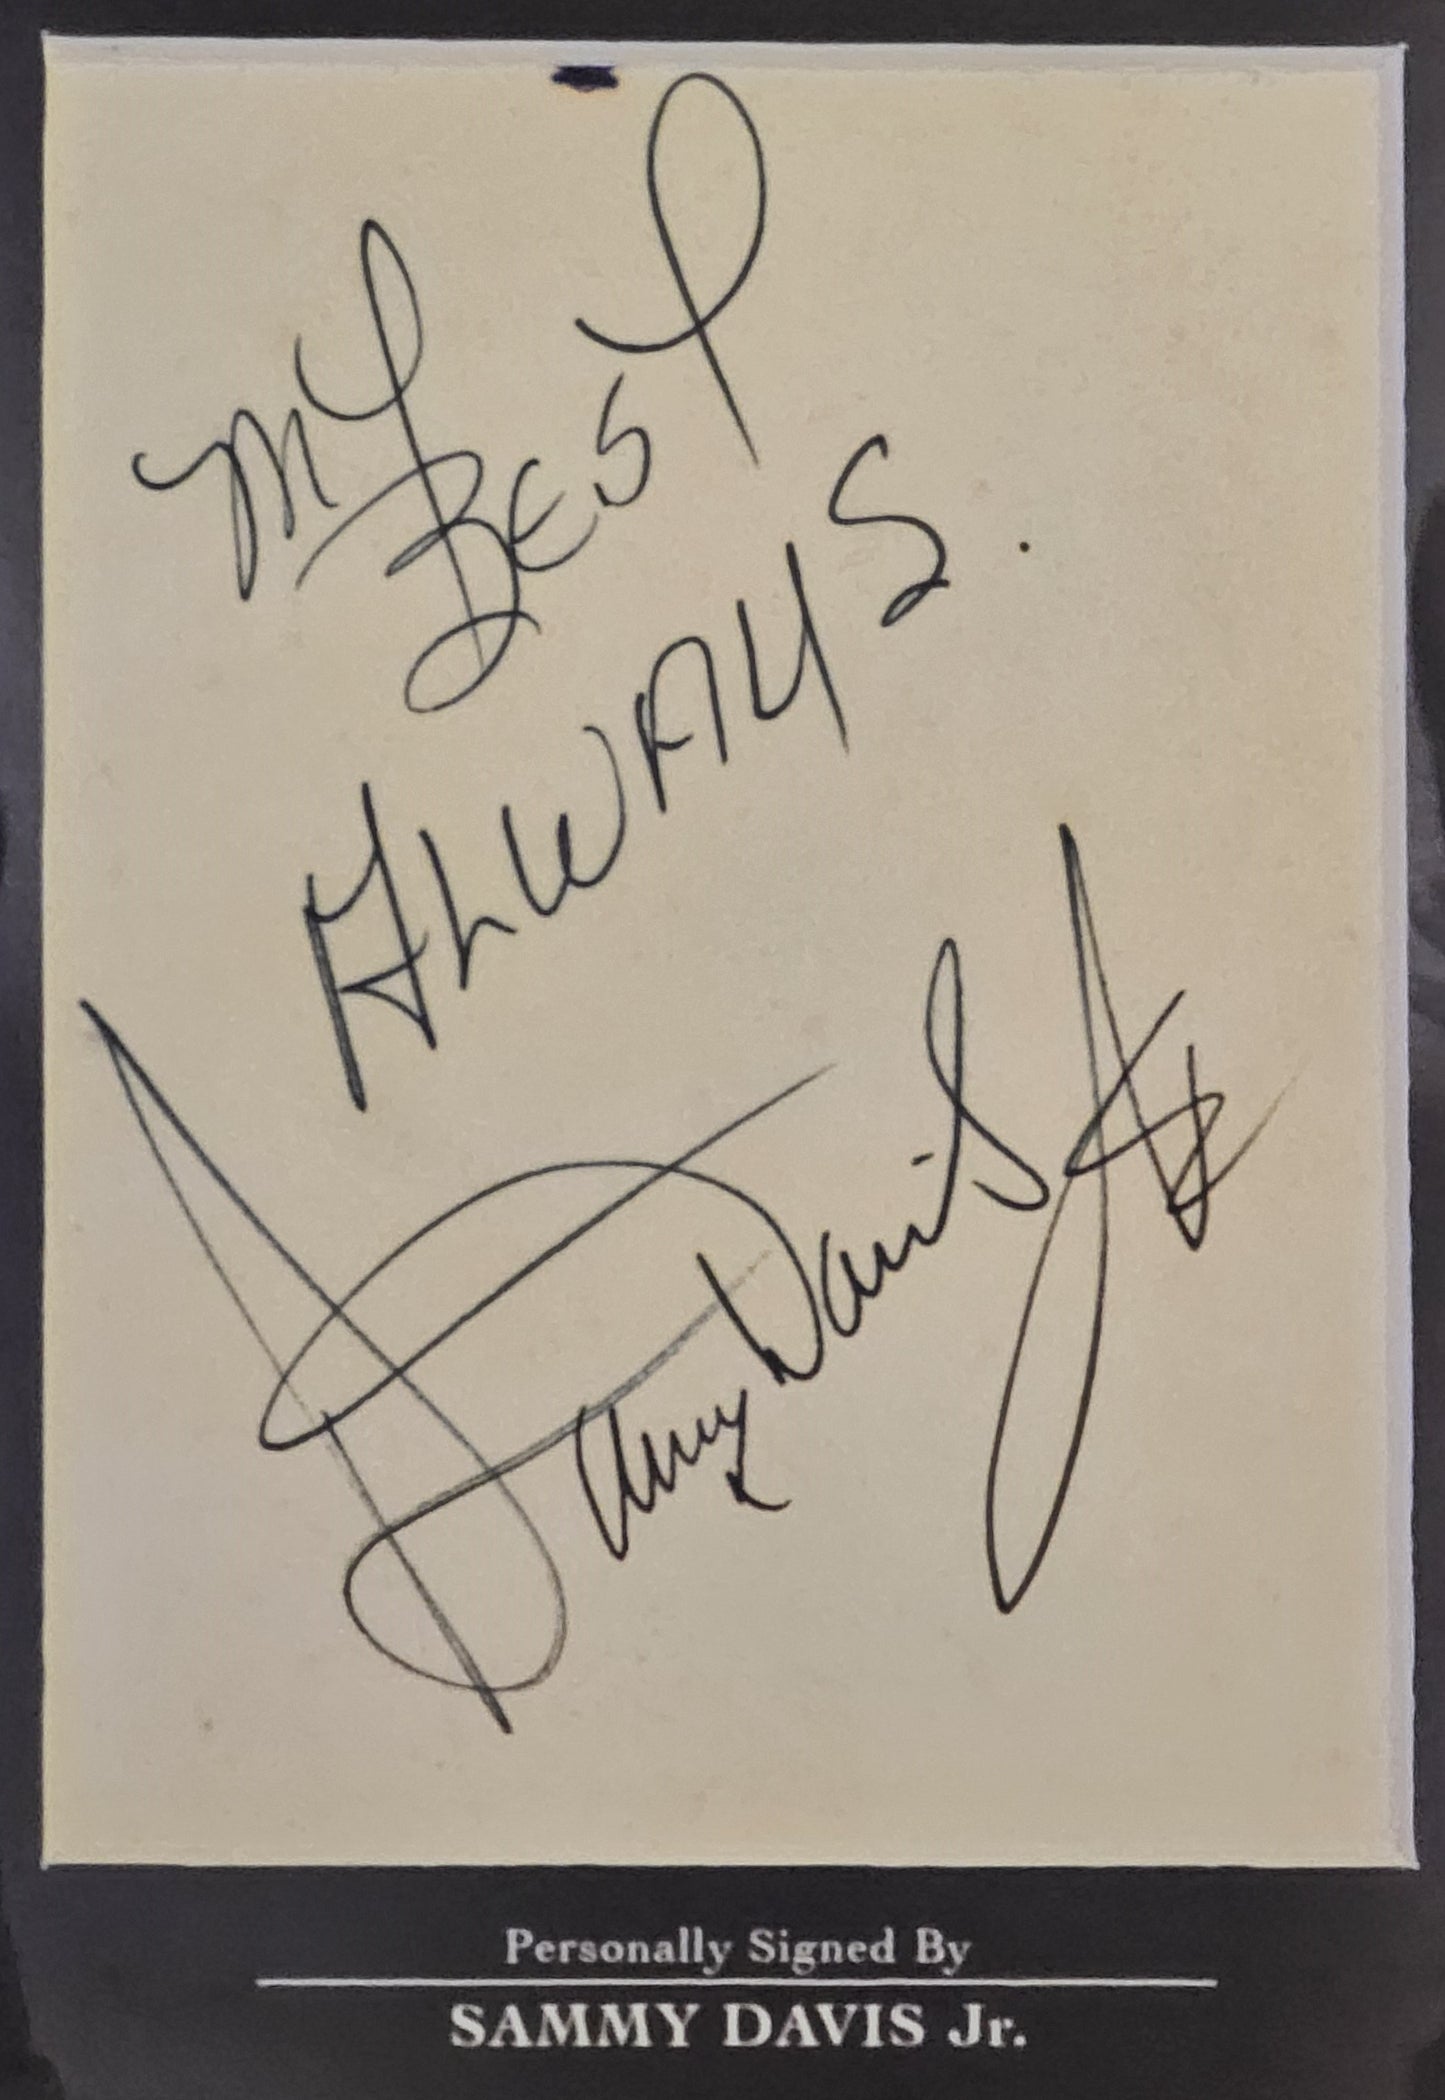 MY BEST
ALWAYS.
Sammy Davis Jr
Personally Signed By
SAMMY DAVIS Jr.